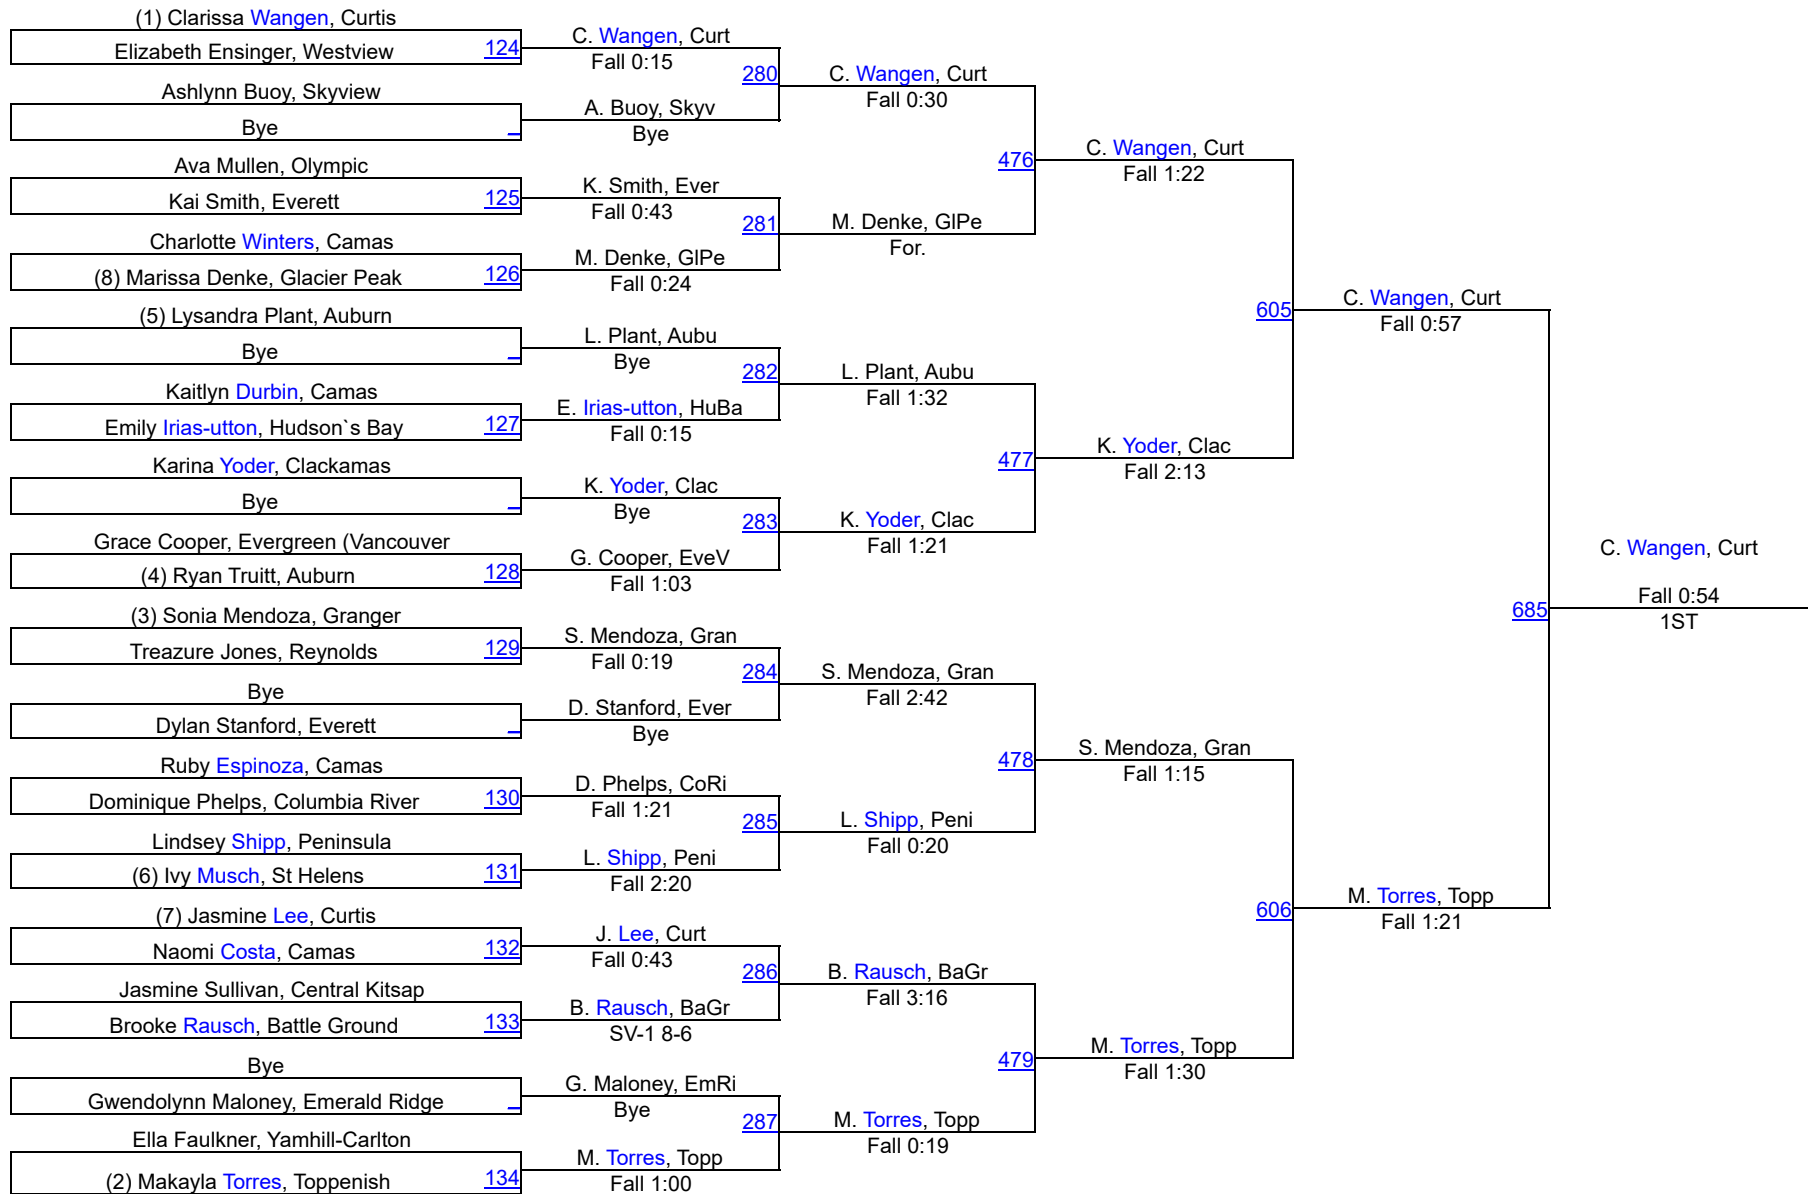 (1) Clarissa Wangen, Curtis
Elizabeth Ensinger, Westview 124
Ashlynn Buoy, Skyview
Bye
Ava Mullen, Olympic
Kai Smith, Everett 125
Charlotte Winters, Camas
(8) Marissa Denke, Glacier Peak 126
(5) Lysandra Plant, Auburn
Bye
Kaitlyn Durbin, Camas
Emily Irias-utton, Hudson`s Bay 127
Karina Yoder, Clackamas
Bye
Grace Cooper, Evergreen (Vancouver
(4) Ryan Truitt, Auburn 128
(3) Sonia Mendoza, Granger
Treazure Jones, Reynolds 129
Bye
Dylan Stanford, Everett
Ruby Espinoza, Camas
Dominique Phelps, Columbia River 130
Lindsey Shipp, Peninsula
(6) Ivy Musch, St Helens 131
(7) Jasmine Lee, Curtis
Naomi Costa, Camas 132
Jasmine Sullivan, Central Kitsap
Brooke Rausch, Battle Ground 133
Bye
Gwendolynn Maloney, Emerald Ridge
Ella Faulkner, Yamhill-Carlton
(2) Makayla Torres, Toppenish 134
C. Wangen, Curt
Fall 0:15
280
A. Buoy, Skyv
Bye
K. Smith, Ever
Fall 0:43
281
M. Denke, GlPe
Fall 0:24
L. Plant, Aubu
Bye
282
E. Irias-utton, HuBa
Fall 0:15
K. Yoder, Clac
Bye
283
G. Cooper, EveV
Fall 1:03
S. Mendoza, Gran
Fall 0:19
284
D. Stanford, Ever
Bye
D. Phelps, CoRi
Fall 1:21
285
L. Shipp, Peni
Fall 2:20
J. Lee, Curt
Fall 0:43
286
B. Rausch, BaGr
SV-1 8-6
G. Maloney, EmRi
Bye
287
M. Torres, Topp
Fall 1:00
C. Wangen, Curt
Fall 0:30
476
M. Denke, GlPe
For.
L. Plant, Aubu
Fall 1:32
477
K. Yoder, Clac
Fall 1:21
S. Mendoza, Gran
Fall 2:42
478
L. Shipp, Peni
Fall 0:20
B. Rausch, BaGr
Fall 3:16
479
M. Torres, Topp
Fall 0:19
C. Wangen, Curt
Fall 1:22
605
K. Yoder, Clac
Fall 2:13
S. Mendoza, Gran
Fall 1:15
606
M. Torres, Topp
Fall 1:30
C. Wangen, Curt
Fall 0:57
685
M. Torres, Topp
Fall 1:21
C. Wangen, Curt
Fall 0:54
1ST